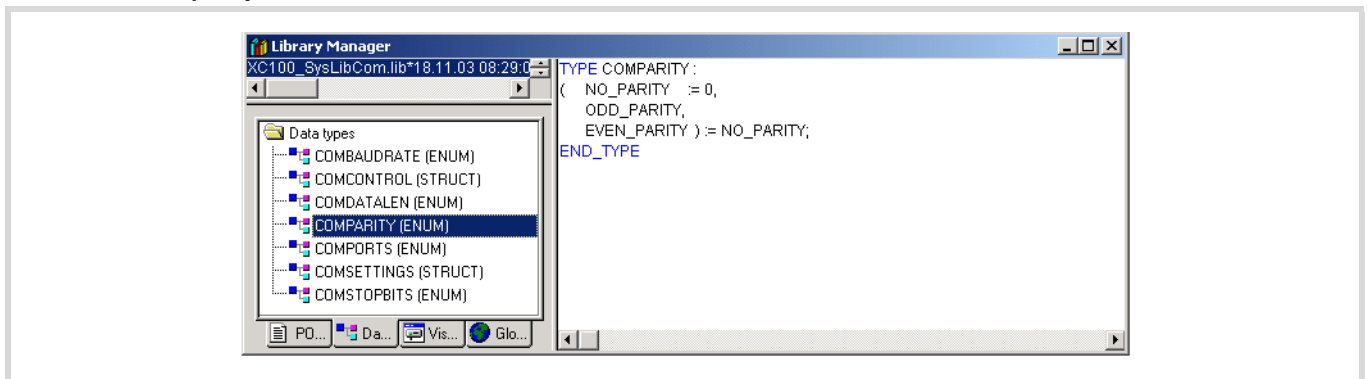 Library Manager
XC100_SysLibCom.lib*18.11.03 08:29:0
Data types
COMBAUDRATE (ENUM)
COMCONTROL (STRUCT)
COMDATALEN (ENUM)
COMPARITY (ENUM)
COMPORTS (ENUM)
COMSETTINGS (STRUCT)
COMSTOPBITS (ENUM)
PO... Da... Vis... Glo...
TYPE COMPARITY :
( NO_PARITY := 0,
ODD_PARITY,
EVEN_PARITY ) := NO_PARITY;
END_TYPE